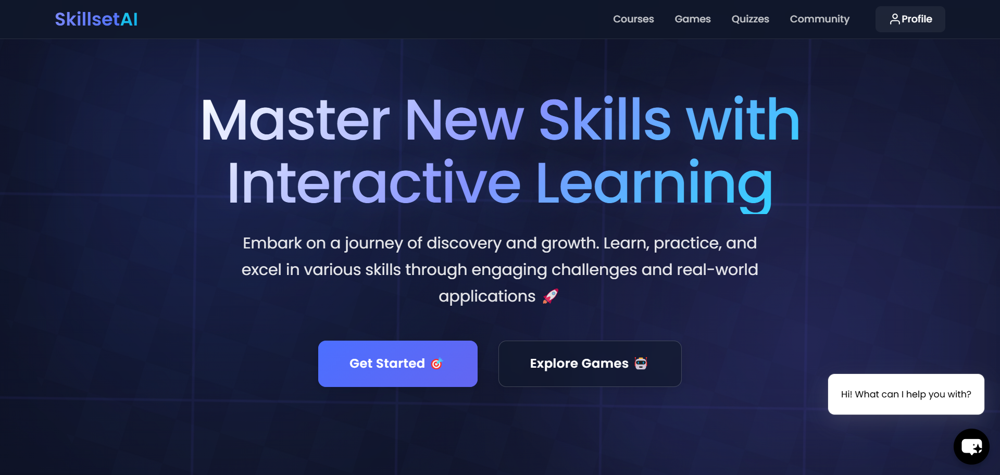 SkillsetAI
Courses
Games
Quizzes
Community
Profile
Master New Skills with
Interactive Learning
Embark on a journey of discovery and growth. Learn, practice, and
excel in various skills through engaging challenges and real-world
applications 🚀
Get Started 🎯
Explore Games 🤖
Hi! What can I help you with?